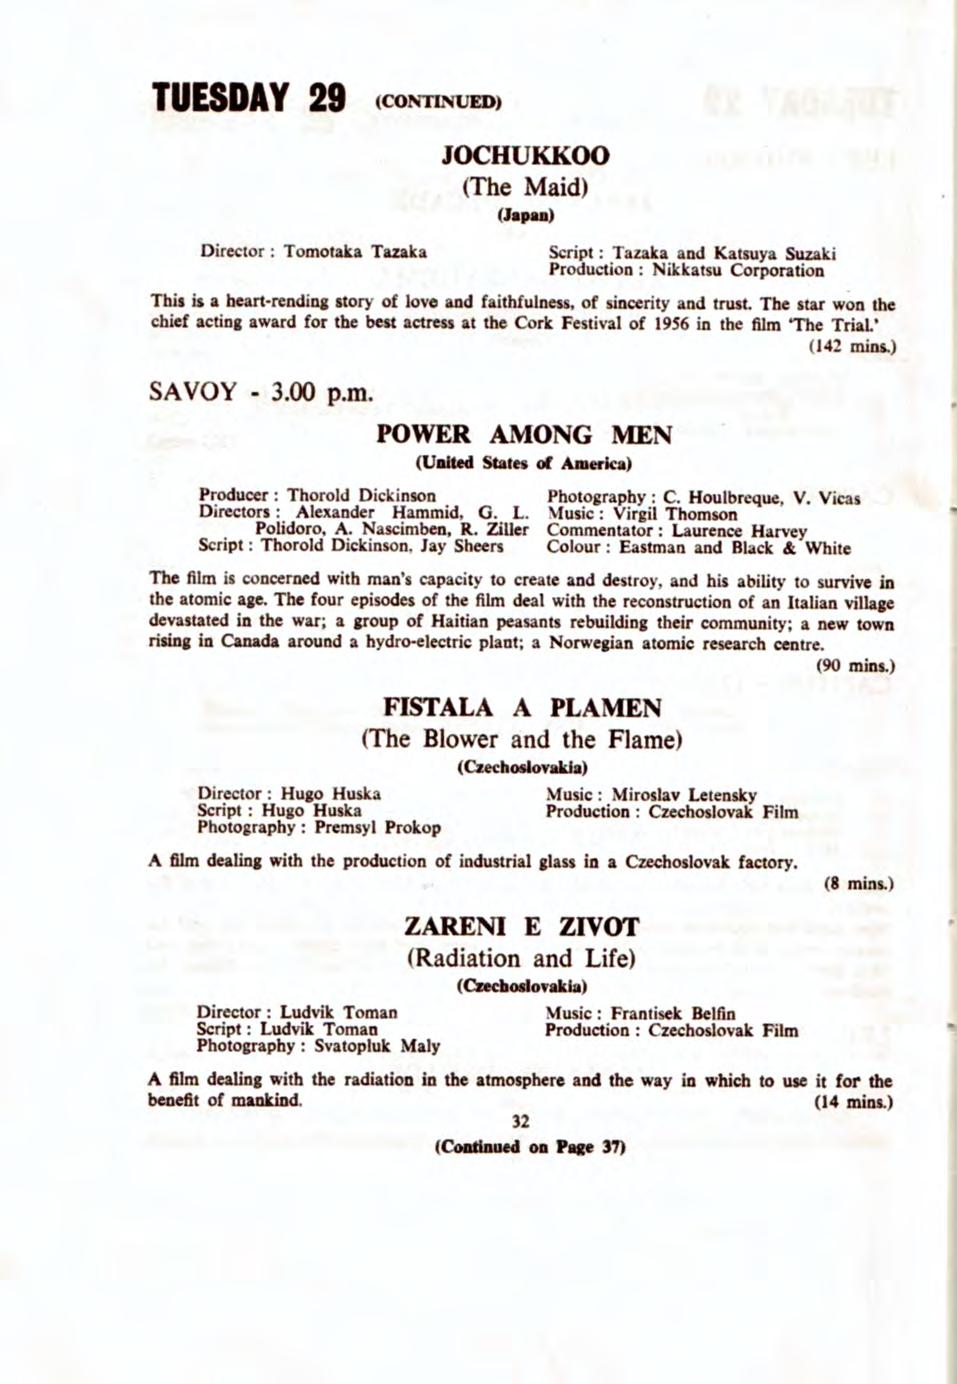 TUESDAY 29 (CONTINUED)
JOCHUKKOO
(The Maid)
(Japan)
Director : Tomotaka Tazaka
Script : Tazaka and Katsuya Suzaki
Production : Nikkatsu Corporation
This is a heart-rending story of love and faithfulness, of sincerity and trust. The star won the
chief acting award for the best actress at the Cork Festival of 1956 in the film ‘The Trial.’
(142 mins.)
SAVOY - 3.00 p.m.
POWER AMONG MEN
(United States of America)
Producer : Thorold Dickinson
Directors : Alexander Hammid, G. L.
Polidoro, A. Nascimben, R. Ziller
Script : Thorold Dickinson, Jay Sheers
Photography : C. Houlbreque, V. Vicas
Music : Virgil Thomson
Commentator : Laurence Harvey
Colour : Eastman and Black & White
The film is concerned with man's capacity to create and destroy, and his ability to survive in
the atomic age. The four episodes of the film deal with the reconstruction of an Italian village
devastated in the war; a group of Haitian peasants rebuilding their community; a new town
rising in Canada around a hydro-electric plant; a Norwegian atomic research centre.
(90 mins.)
FISTALA A PLAMEN
(The Blower and the Flame)
(Czechoslovakia)
Director : Hugo Huska
Script : Hugo Huska
Photography : Premsyl Prokop
Music : Miroslav Letensky
Production : Czechoslovak Film
A film dealing with the production of industrial glass in a Czechoslovak factory.
(8 mins.)
ZARENI E ZIVOT
(Radiation and Life)
(Czechoslovakia)
Director : Ludvik Toman
Script : Ludvik Toman
Photography : Svatopluk Maly
Music : Frantisek Belfin
Production : Czechoslovak Film
A film dealing with the radiation in the atmosphere and the way in which to use it for the
benefit of mankind. (14 mins.)
32
(Continued on Page 37)